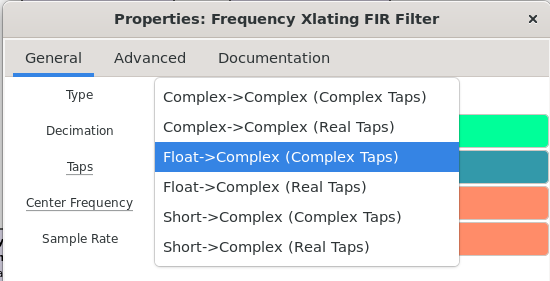 Properties: Frequency Xlating FIR Filter ×
General Advanced Documentation
Type
Complex->Complex (Complex Taps)
Decimation
Complex->Complex (Real Taps)
Float->Complex (Complex Taps)
Taps
Float->Complex (Real Taps)
Center Frequency
Short->Complex (Complex Taps)
Sample Rate
Short->Complex (Real Taps)